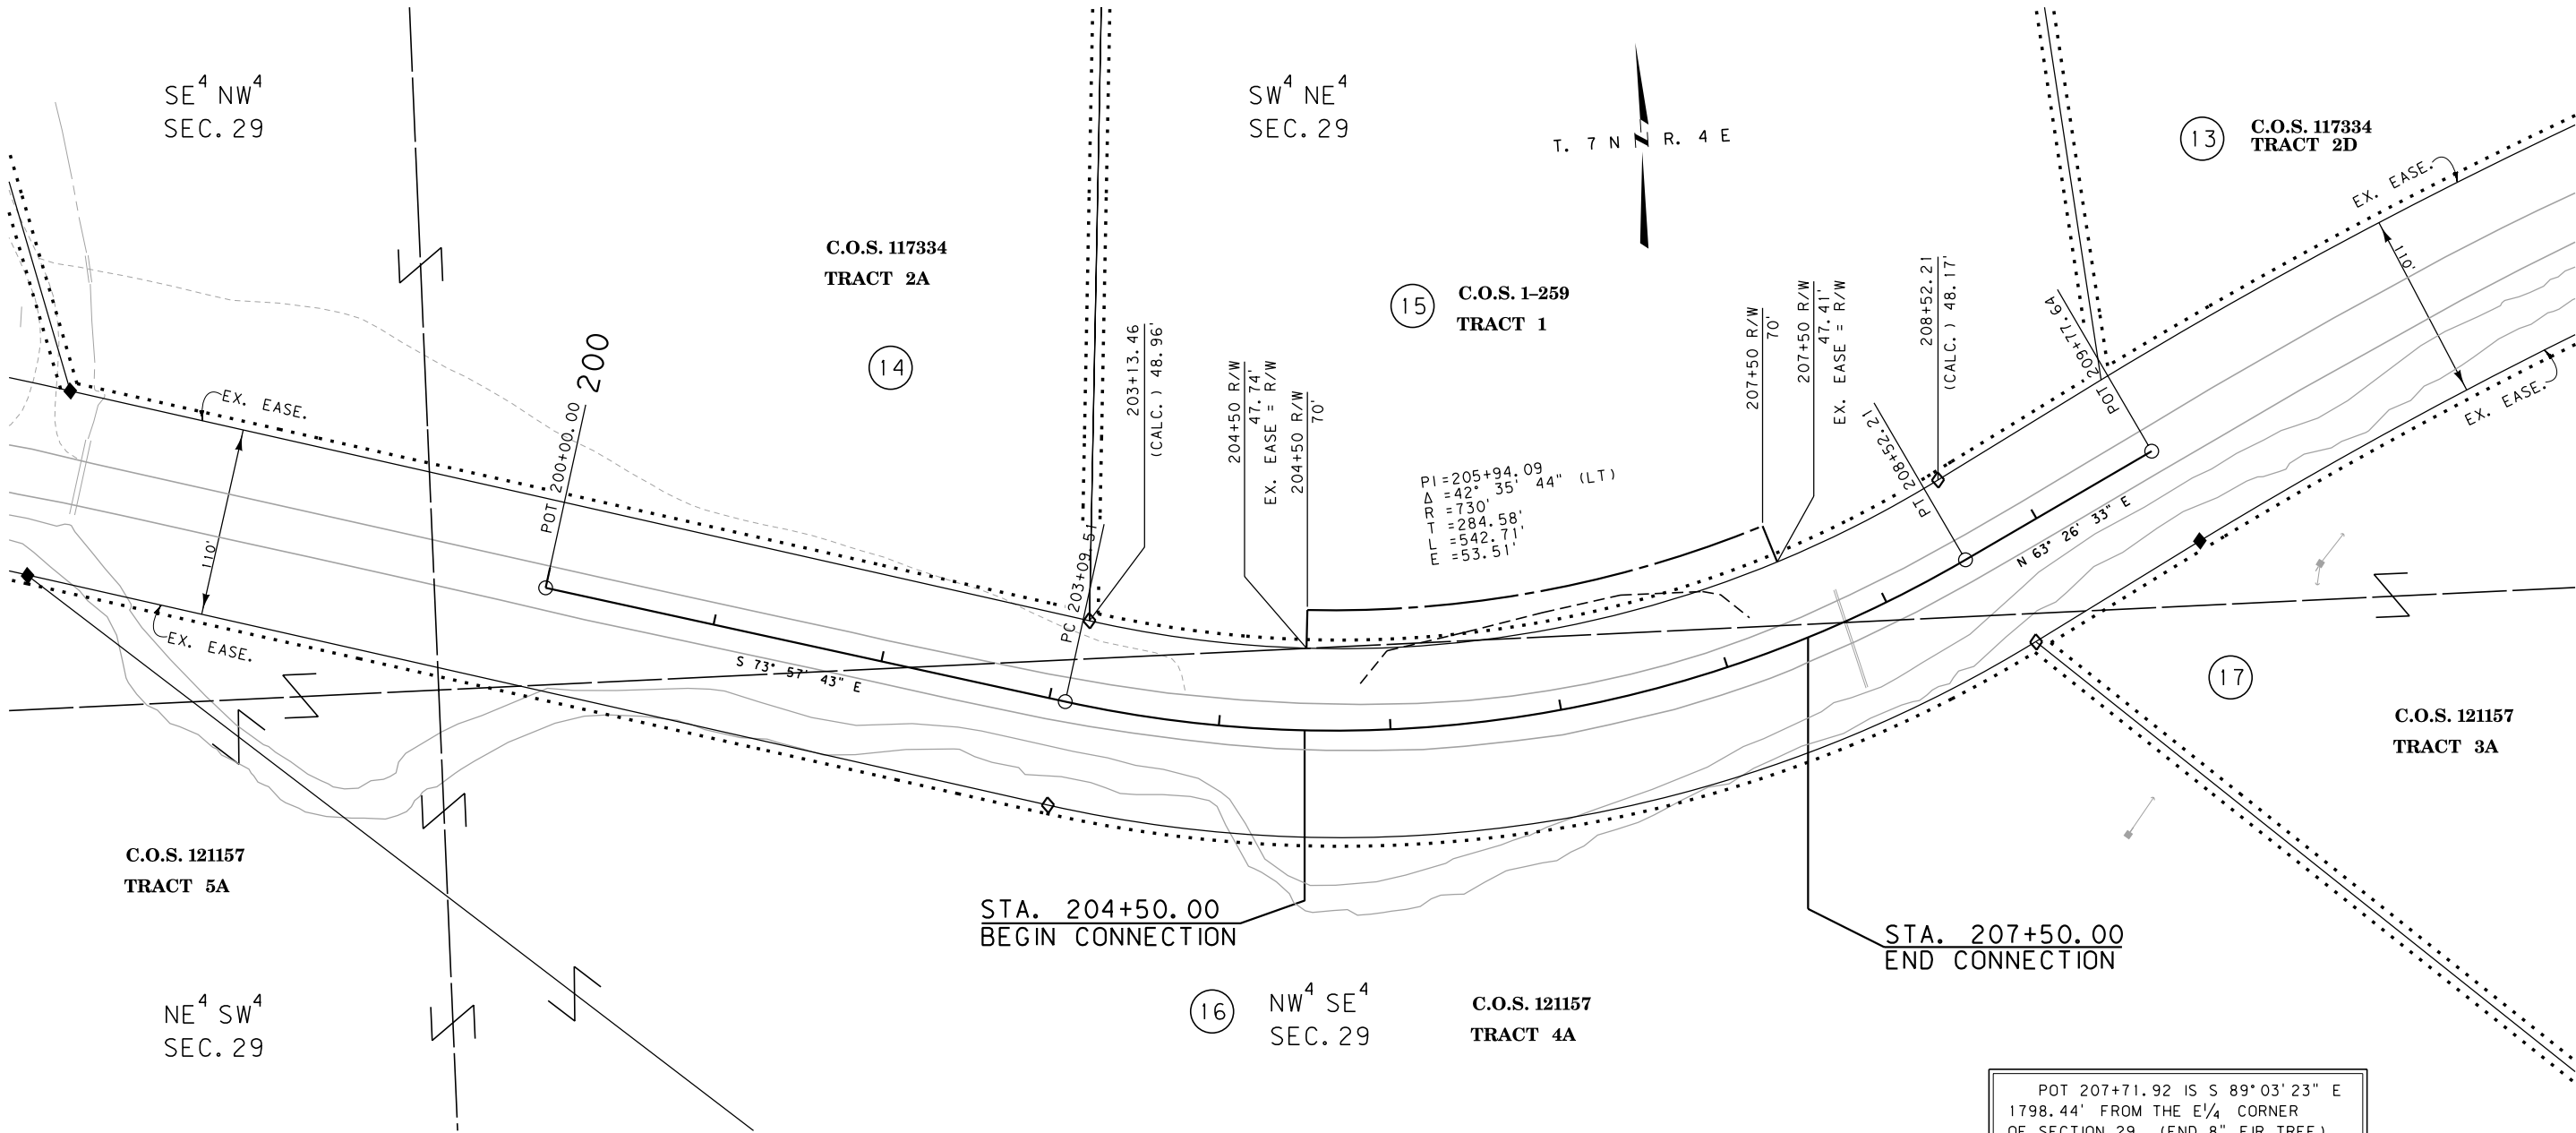 SE⁴ NW⁴
SEC. 29
SW⁴ NE⁴
SEC. 29
T. 7 N R. 4 E
13
C.O.S. 117334
TRACT 2D
EX. EASE.
110'
EX. EASE.
C.O.S. 117334
TRACT 2A
14
15
C.O.S. 1-259
TRACT 1
200
POT 200+00.00
EX. EASE.
110'
EX. EASE.
S 73° 57' 43" E
PC 203+09.51
203+13.46
(CALC.) 48.96'
204+50 R/W
47.74'
EX. EASE = R/W
204+50 R/W
70'
PI=205+94.09
Δ =42° 35' 44" (LT)
R =730'
T =284.58'
L =542.71'
E =53.51'
207+50 R/W
70'
207+50 R/W
47.41'
EX. EASE = R/W
208+52.21
(CALC.) 48.17'
PT 208+52.21
POT 209+77.64
N 63° 26' 33" E
17
C.O.S. 121157
TRACT 3A
C.O.S. 121157
TRACT 5A
STA. 204+50.00
BEGIN CONNECTION
STA. 207+50.00
END CONNECTION
NE⁴ SW⁴
SEC. 29
16
NW⁴ SE⁴
SEC. 29
C.O.S. 121157
TRACT 4A
POT 207+71.92 IS S 89°03'23" E
1798.44' FROM THE E¼ CORNER
OF SECTION 29. (END 8" FIR TREE)